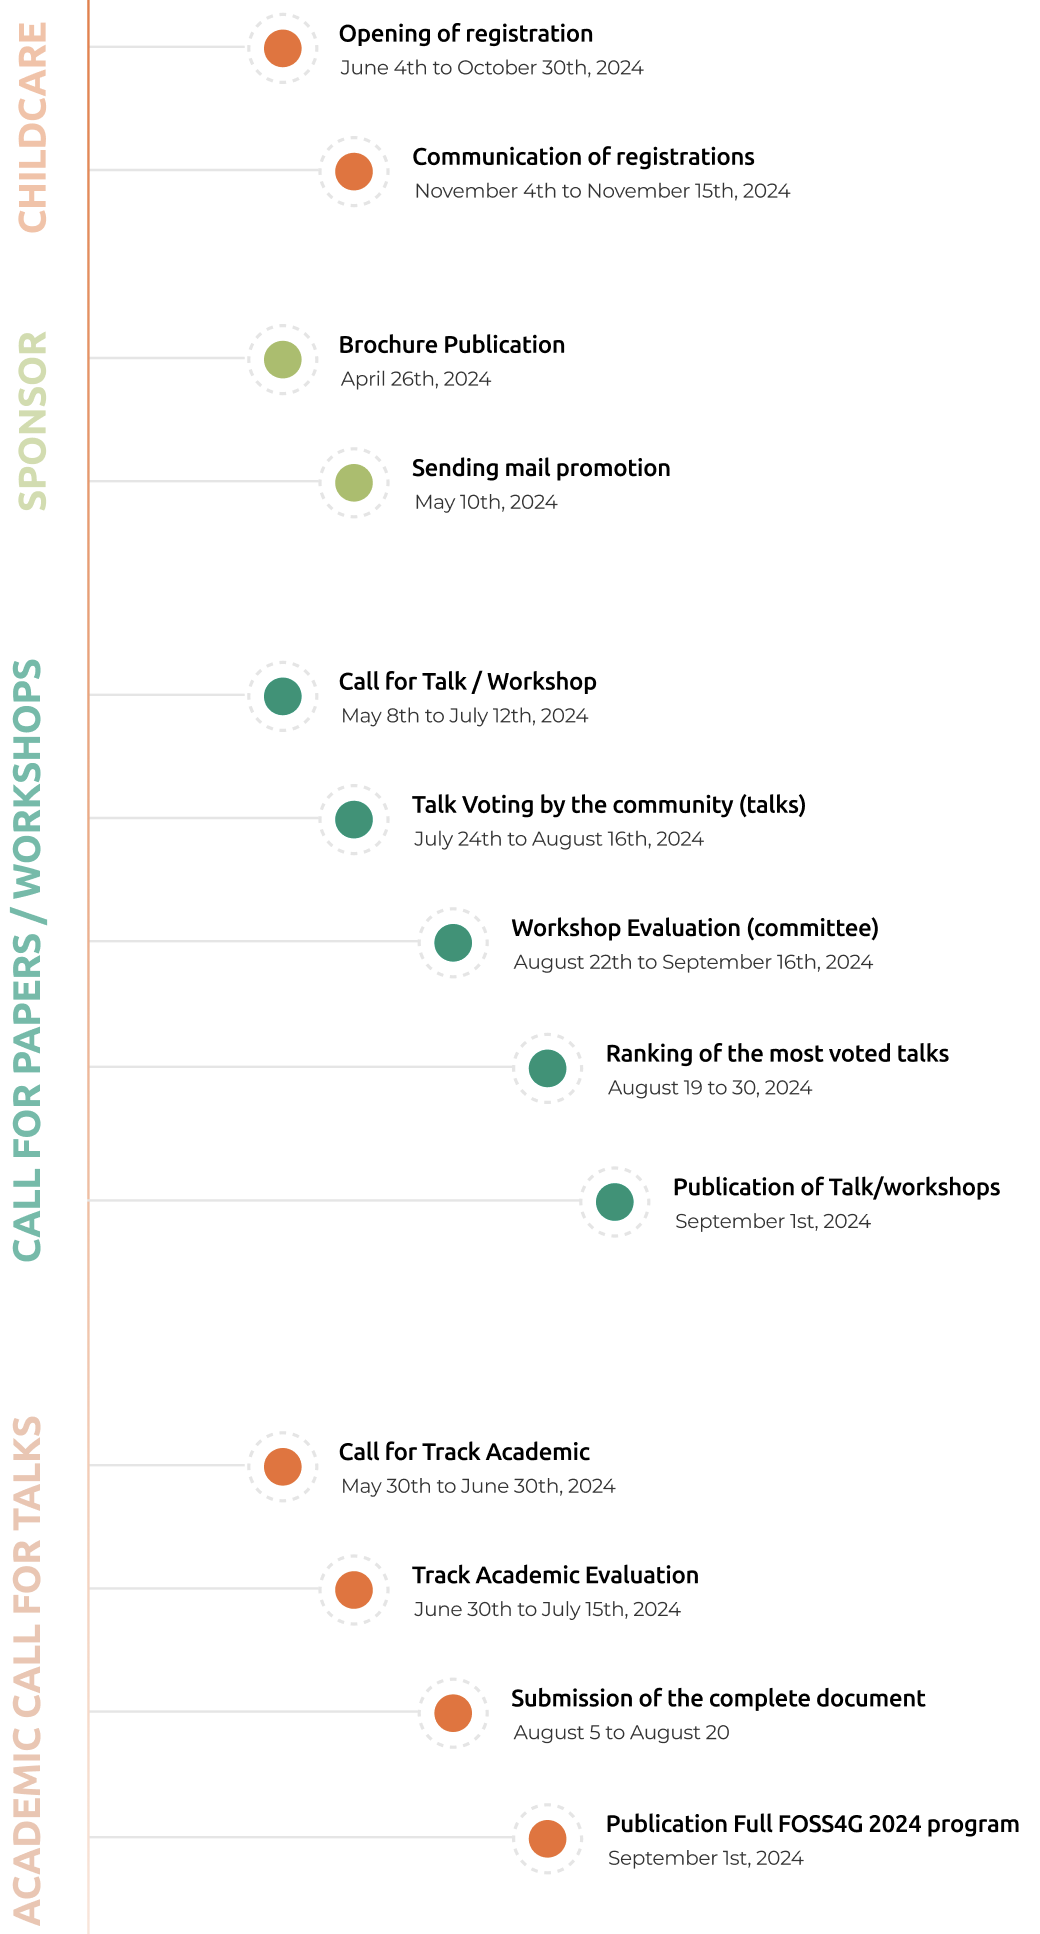 CHILDCARE
Opening of registration
June 4th to October 30th, 2024
Communication of registrations
November 4th to November 15th, 2024
SPONSOR
Brochure Publication
April 26th, 2024
Sending mail promotion
May 10th, 2024
CALL FOR PAPERS / WORKSHOPS
Call for Talk / Workshop
May 8th to July 12th, 2024
Talk Voting by the community (talks)
July 24th to August 16th, 2024
Workshop Evaluation (committee)
August 22th to September 16th, 2024
Ranking of the most voted talks
August 19 to 30, 2024
Publication of Talk/workshops
September 1st, 2024
ACADEMIC CALL FOR TALKS
Call for Track Academic
May 30th to June 30th, 2024
Track Academic Evaluation
June 30th to July 15th, 2024
Submission of the complete document
August 5 to August 20
Publication Full FOSS4G 2024 program
September 1st, 2024